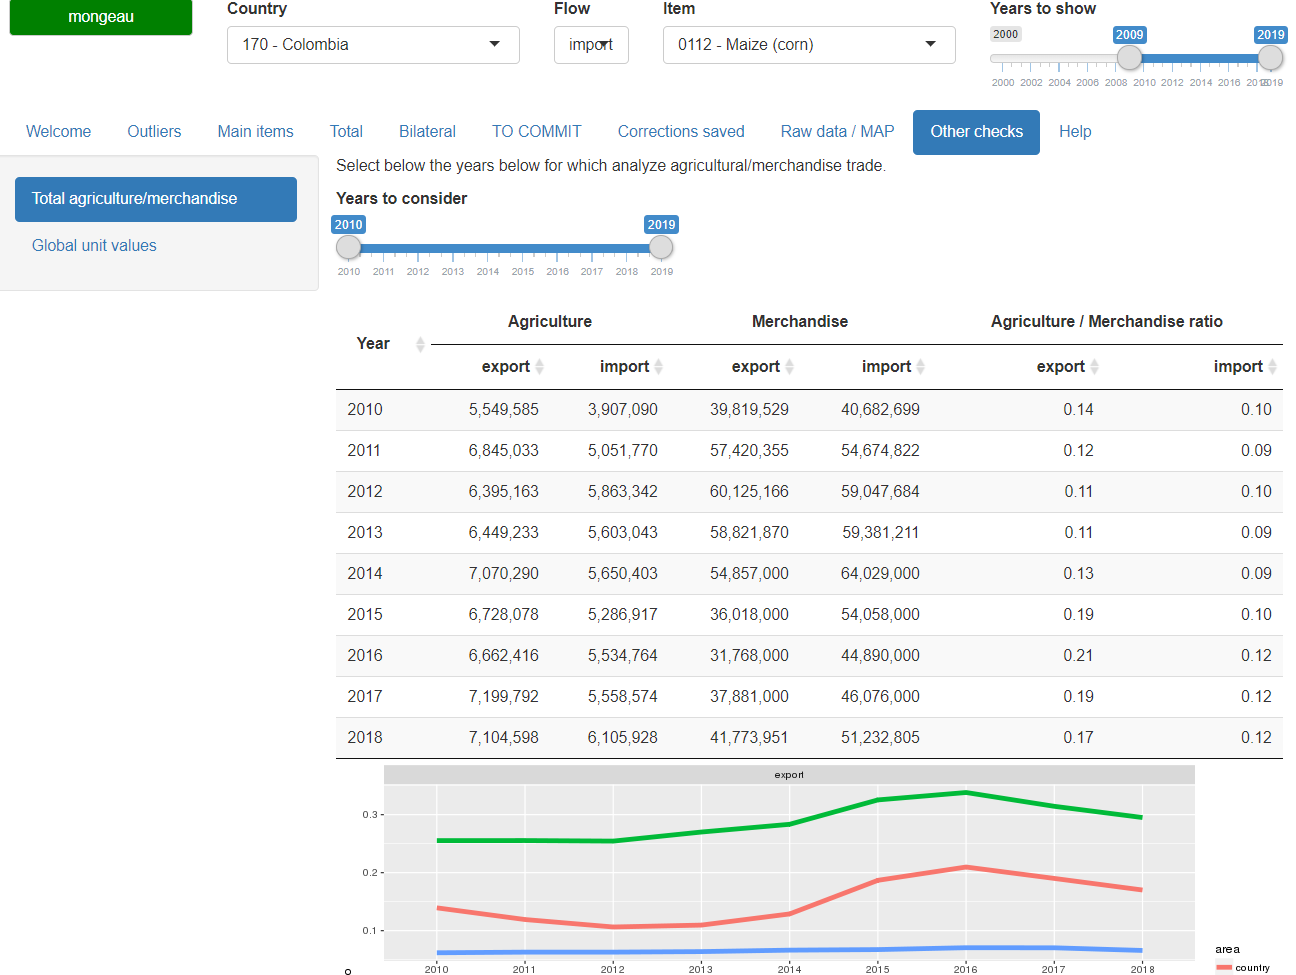 mongeau
Country
Flow
Item
Years to show
170 - Colombia
import
0112 - Maize (corn)
2000 2009 2019
2000 2002 2004 2006 2008 2010 2012 2014 2016 2018 2019
Welcome Outliers Main items Total Bilateral TO COMMIT Corrections saved Raw data / MAP Other checks Help
Total agriculture/merchandise
Global unit values
Select below the years below for which analyze agricultural/merchandise trade.
Years to consider
2010 2019
2010 2011 2012 2013 2014 2015 2016 2017 2018 2019
Year Agriculture Merchandise Agriculture / Merchandise ratio
export import export import export import
2010 5,549,585 3,907,090 39,819,529 40,682,699 0.14 0.10
2011 6,845,033 5,051,770 57,420,355 54,674,822 0.12 0.09
2012 6,395,163 5,863,342 60,125,166 59,047,684 0.11 0.10
2013 6,449,233 5,603,043 58,821,870 59,381,211 0.11 0.09
2014 7,070,290 5,650,403 54,857,000 64,029,000 0.13 0.09
2015 6,728,078 5,286,917 36,018,000 54,058,000 0.19 0.10
2016 6,662,416 5,534,764 31,768,000 44,890,000 0.21 0.12
2017 7,199,792 5,558,574 37,881,000 46,076,000 0.19 0.12
2018 7,104,598 6,105,928 41,773,951 51,232,805 0.17 0.12
export
0.3
0.2
0.1
2010 2011 2012 2013 2014 2015 2016 2017 2018
area
country